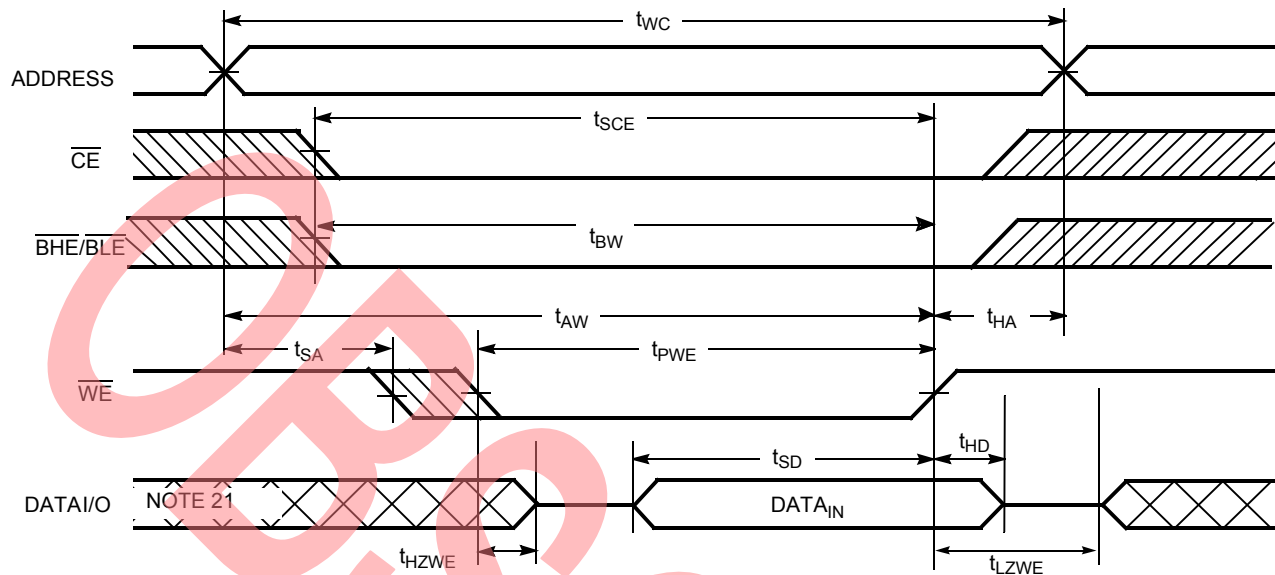 tWC
ADDRESS
tSCE
CE
BHE/BLE
tBW
tAW
tHA
tSA
tPWE
WE
tSD
tHD
DATAI/O
NOTE 21
DATAIN
tHZWE
tLZWE